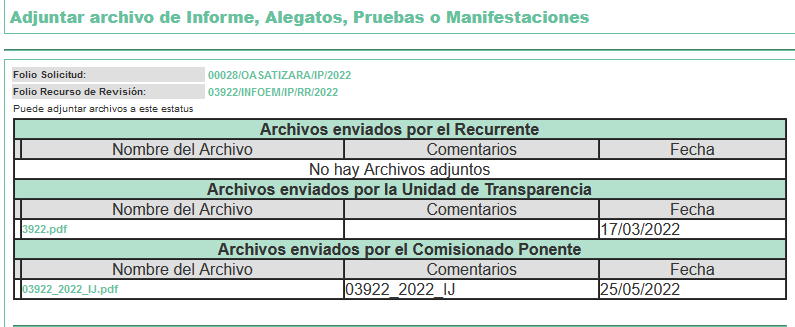 Adjuntar archivo de Informe, Alegatos, Pruebas o Manifestaciones
Folio Solicitud: 00028/OASATIZARA/IP/2022
Folio Recurso de Revisión: 03922/INFOEM/IP/RR/2022
Puede adjuntar archivos a este estatus
Archivos enviados por el Recurrente
Nombre del Archivo Comentarios Fecha
No hay Archivos adjuntos
Archivos enviados por la Unidad de Transparencia
Nombre del Archivo Comentarios Fecha
3922.pdf 17/03/2022
Archivos enviados por el Comisionado Ponente
Nombre del Archivo Comentarios Fecha
03922_2022_IJ.pdf 03922_2022_IJ 25/05/2022